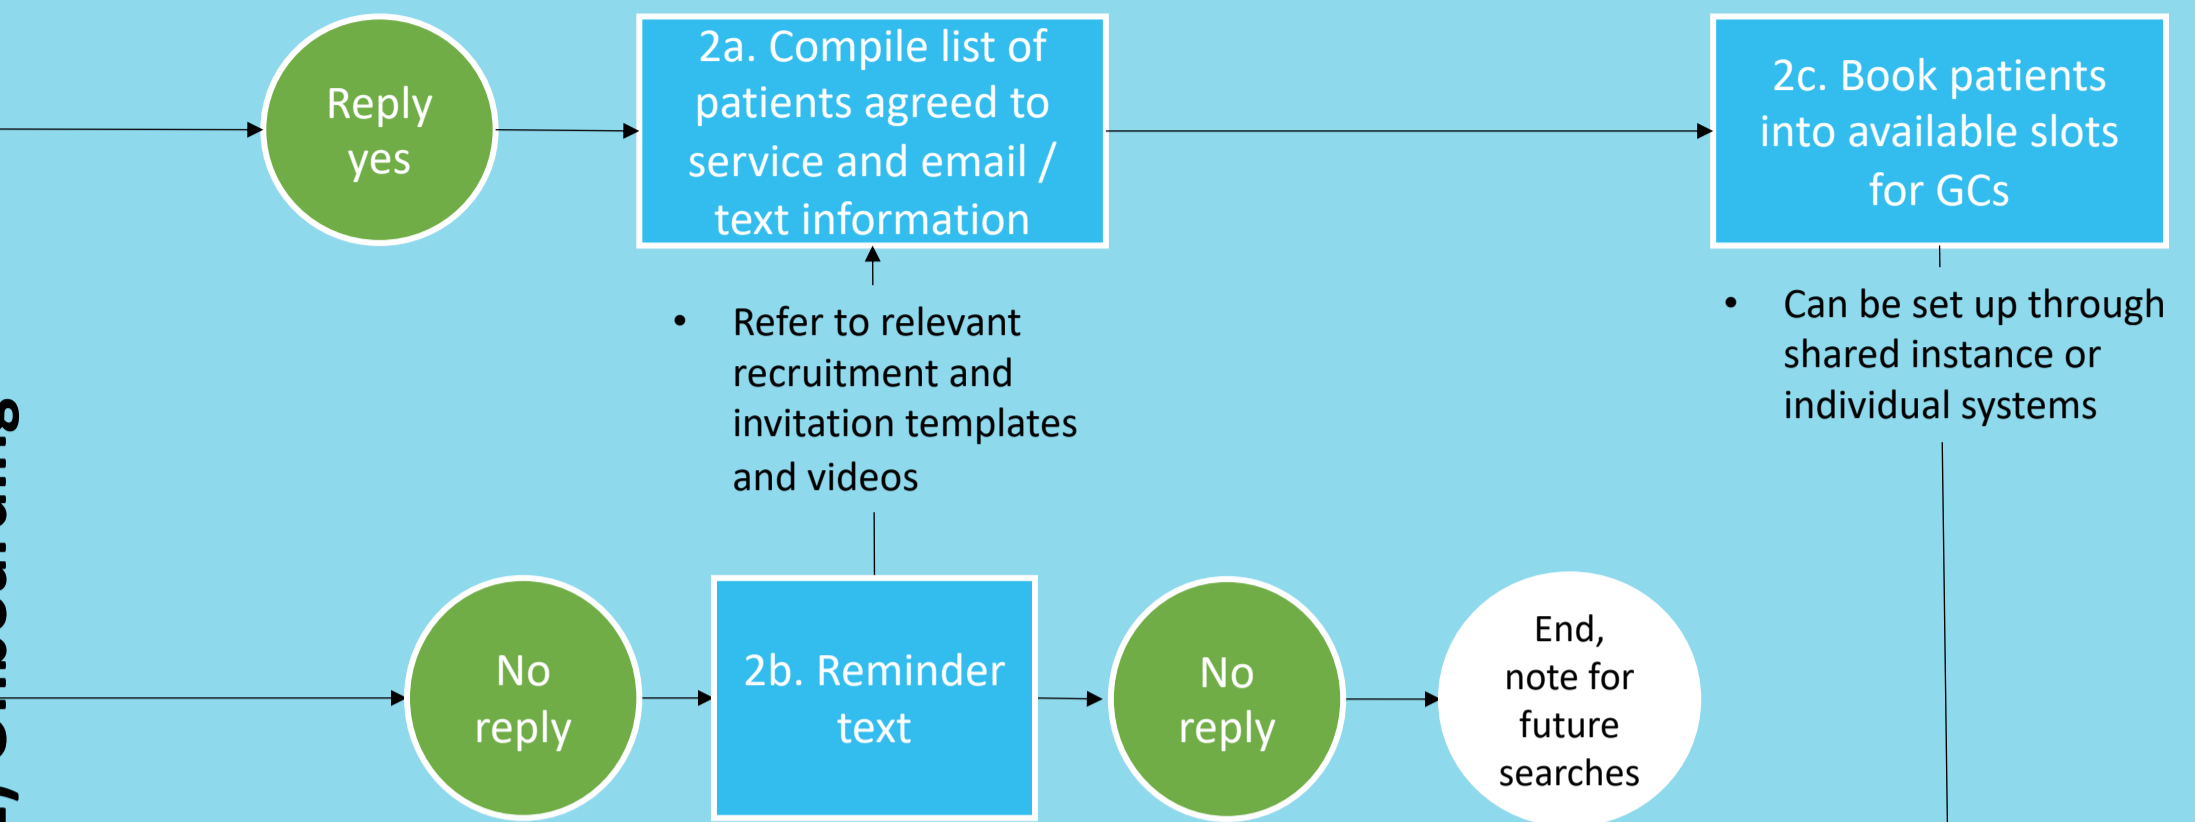 Reply
yes
2a. Compile list of
patients agreed to
service and email /
text information
2c. Book patients
into available slots
for GCs
• Refer to relevant
recruitment and
invitation templates
and videos
• Can be set up through
shared instance or
individual systems
No
reply
2b. Reminder
text
No
reply
End,
note for
future
searches